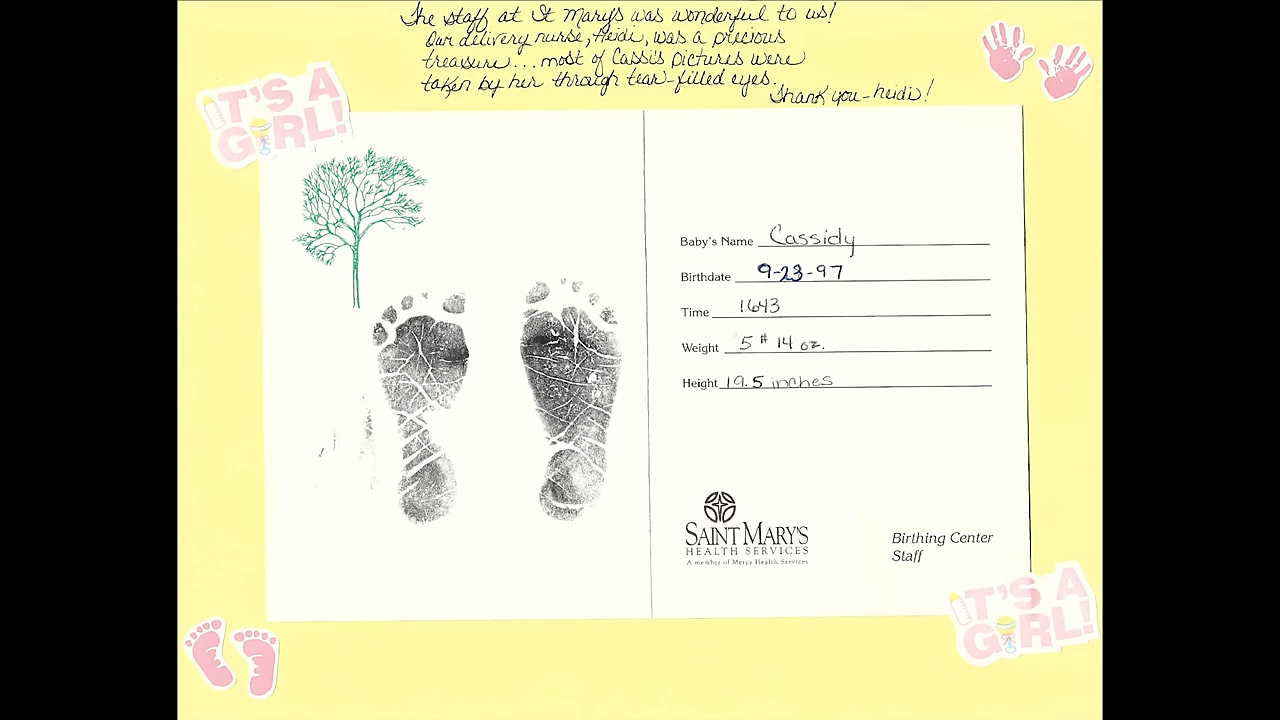 The staff at St Marys was wonderful to us!
Our delivery nurse, Heidi, was a precious
treasure... most of Cassi's pictures were
taken by her through tear-filled eyes.
Thank you-heidi!
IT'S A
GIRL!
Baby's Name Cassidy
Birthdate 9-23-97
Time 1643
Weight 5 # 14 oz.
Height 19.5 inches
SAINT MARY'S
HEALTH SERVICES
A member of Mercy Health Services
Birthing Center
Staff
IT'S A
GIRL!